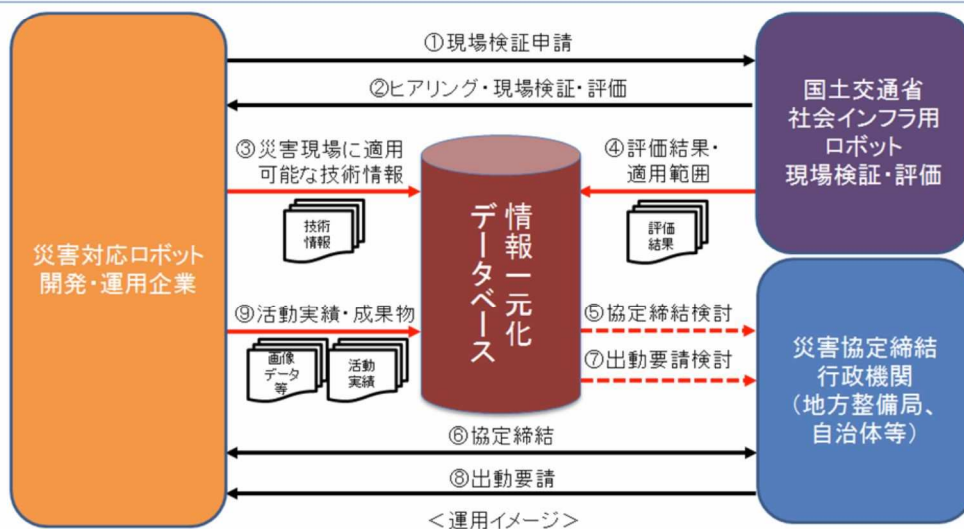 ①現場検証申請
②ヒアリング・現場検証・評価
国土交通省
社会インフラ用
ロボット
現場検証・評価
③災害現場に適用
可能な技術情報
技術
情報
④評価結果・
適用範囲
評価
結果
情報一元化
データベース
災害対応ロボット
開発・運用企業
⑨活動実績・成果物
画像
データ
等
活動
実績
⑤協定締結検討
⑦出動要請検討
災害協定締結
行政機関
（地方整備局、
自治体等）
⑥協定締結
⑧出動要請
＜運用イメージ＞